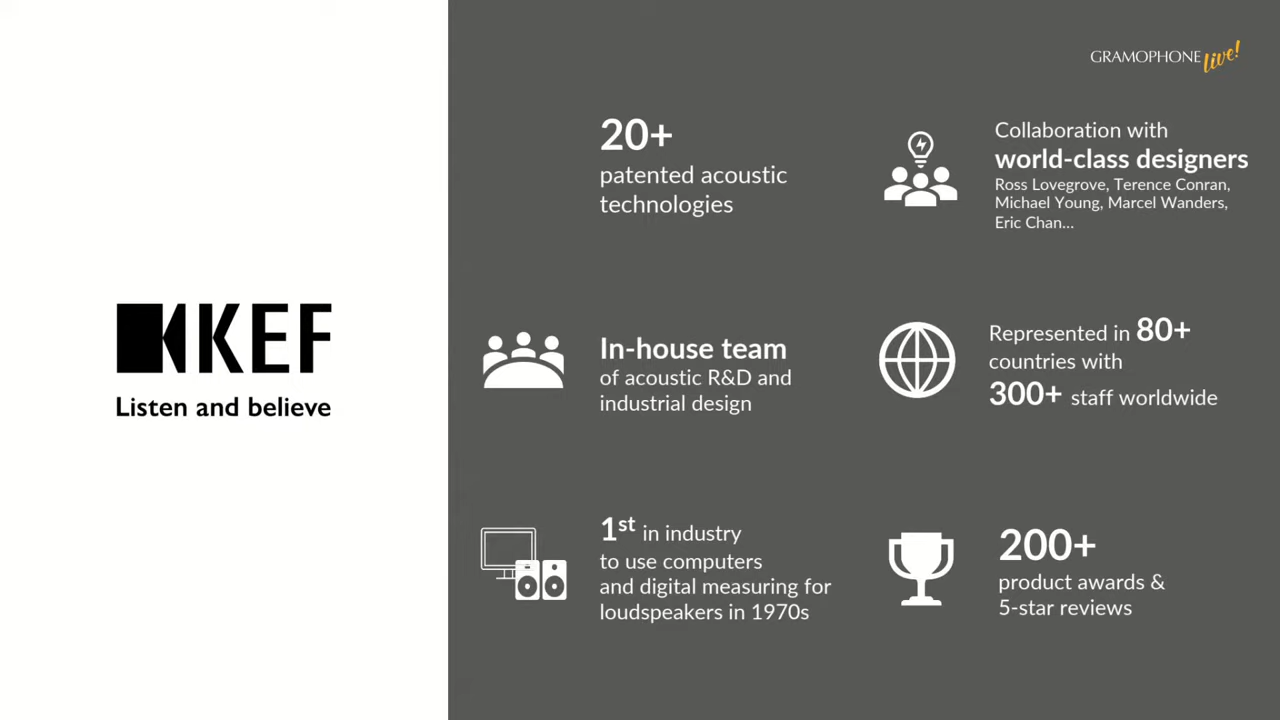 KEF
Listen and believe
GRAMOPHONE live!
20+
patented acoustic
technologies
Collaboration with
world-class designers
Ross Lovegrove, Terence Conran,
Michael Young, Marcel Wanders,
Eric Chan...
In-house team
of acoustic R&D and
industrial design
Represented in 80+
countries with
300+ staff worldwide
1st in industry
to use computers
and digital measuring for
loudspeakers in 1970s
200+
product awards &
5-star reviews